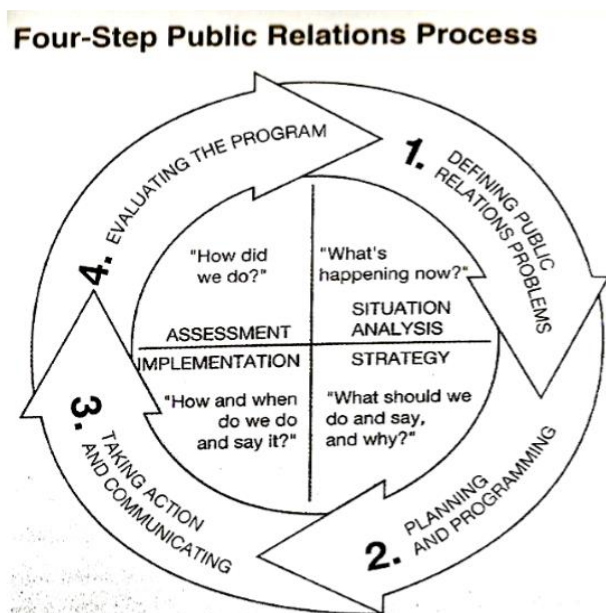 Four-Step Public Relations Process
1. DEFINING PUBLIC
RELATIONS PROBLEMS
"What's
happening now?"
SITUATION
ANALYSIS
STRATEGY
"What should we
do and say,
and why?"
2. PLANNING
AND PROGRAMMING
3. TAKING ACTION
AND COMMUNICATING
IMPLEMENTATION
"How and when
do we do
and say it?"
4. EVALUATING THE PROGRAM
"How did
we do?"
ASSESSMENT